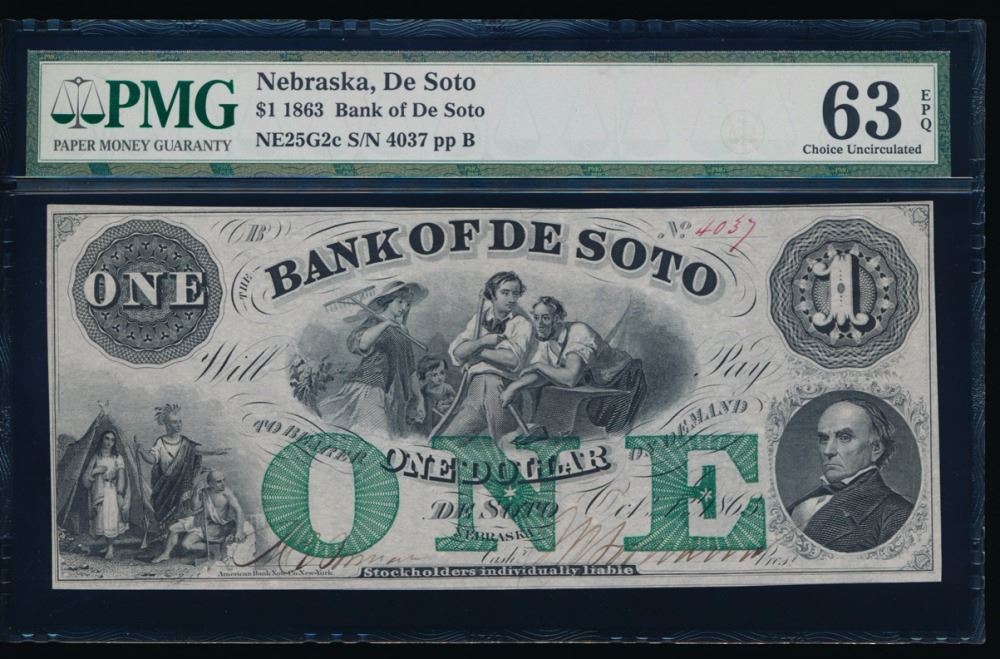 PMG
PAPER MONEY GUARANTY
Nebraska, De Soto
$1 1863 Bank of De Soto
NE25G2c S/N 4037 pp B
63
EPQ
Choice Uncirculated
B
No 4037
THE
BANK OF DE SOTO
ONE
1
Will Pay
TO BEARER ON DEMAND
ONE DOLLAR
ONE
DE SOTO Oct. 1863
NEBRASKA
Cash.r Pres.t
American Bank Note Co. New-York.
Stockholders individually liable